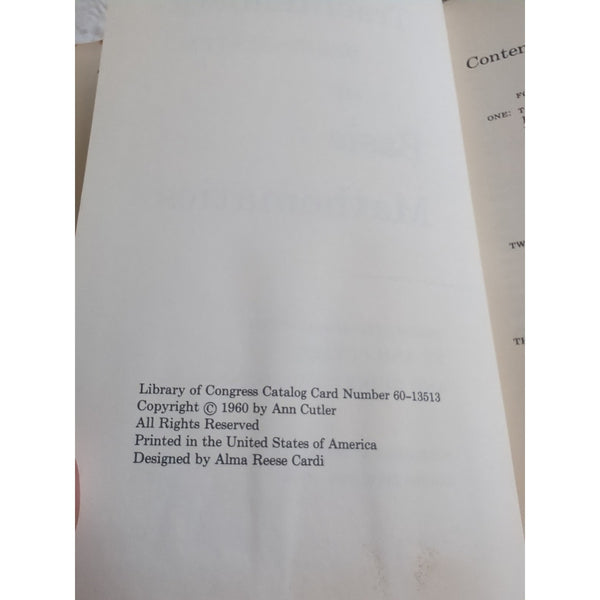 Library of Congress Catalog Card Number 60-13513
Copyright © 1960 by Ann Cutler
All Rights Reserved
Printed in the United States of America
Designed by Alma Reese Cardi
Conten
ONE: T
TW